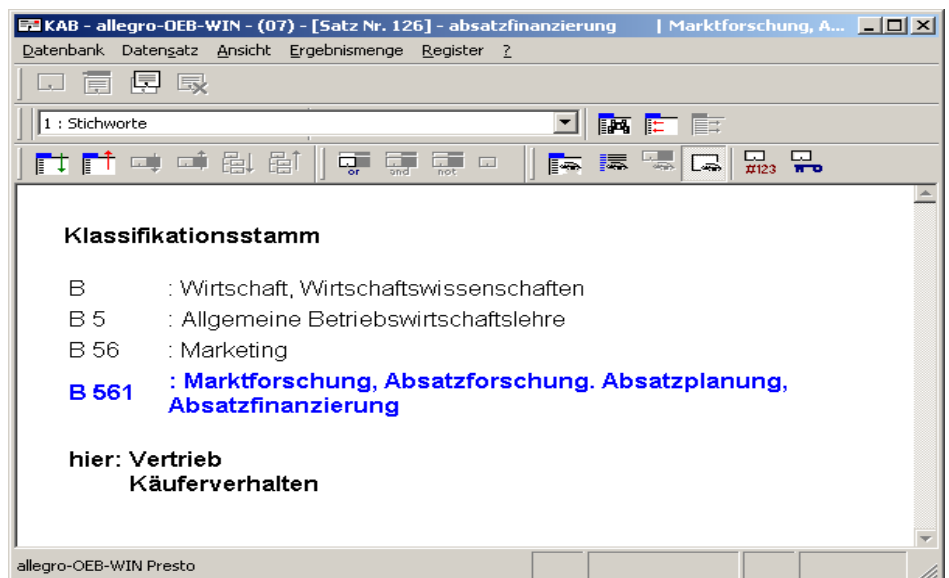 KAB - allegro-OEB-WIN - (07) - [Satz Nr. 126] - absatzfinanzierung | Marktforschung, A...
Datenbank Datensatz Ansicht Ergebnismenge Register ?
1 : Stichworte
or and not #123
Klassifikationsstamm
B : Wirtschaft, Wirtschaftswissenschaften
B 5 : Allgemeine Betriebswirtschaftslehre
B 56 : Marketing
B 561 : Marktforschung, Absatzforschung. Absatzplanung,
Absatzfinanzierung
hier: Vertrieb
Käuferverhalten
allegro-OEB-WIN Presto